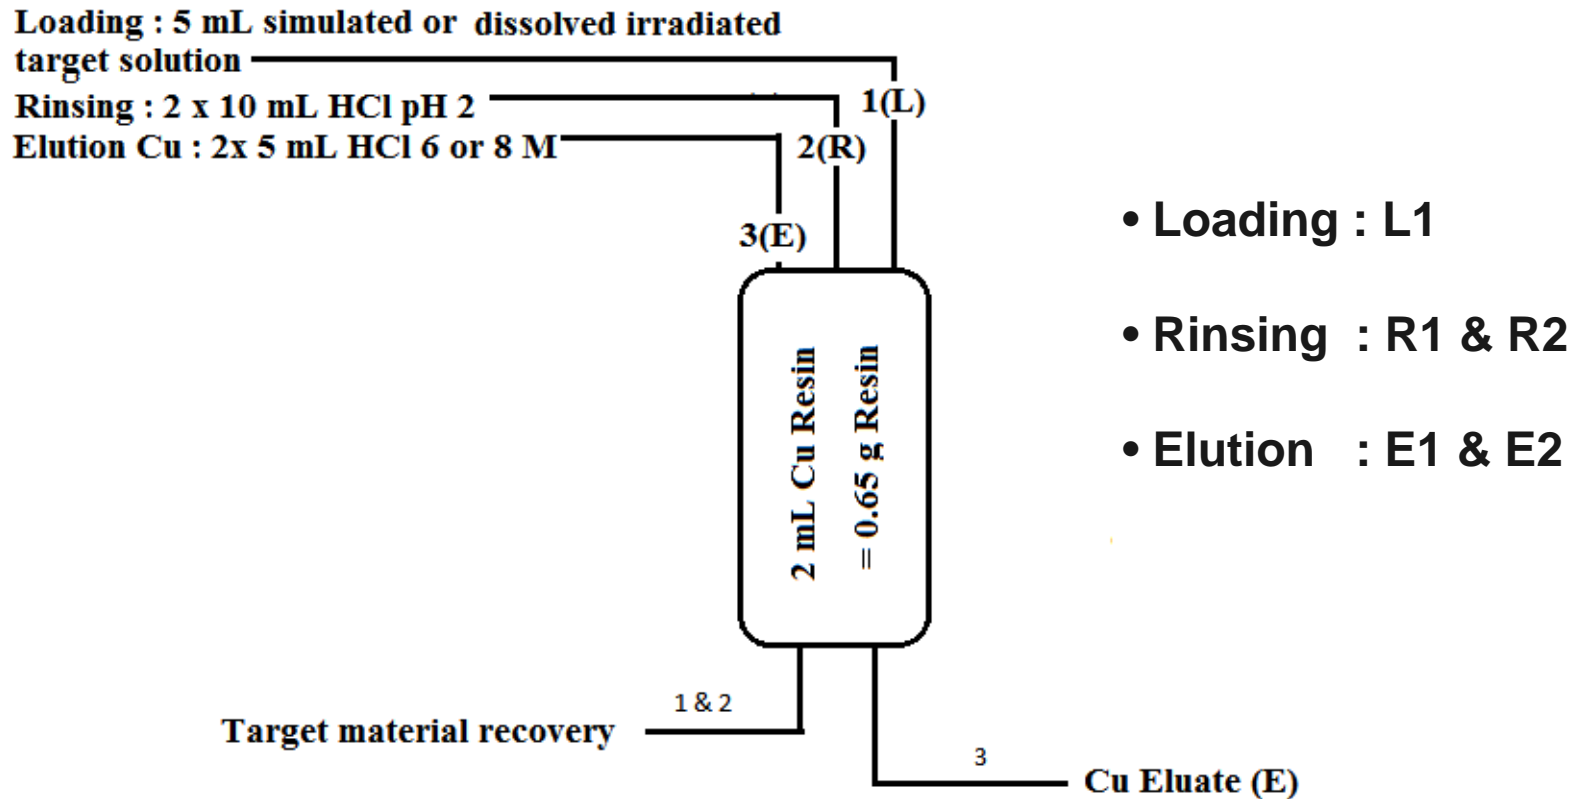 Loading : 5 mL simulated or dissolved irradiated
target solution
Rinsing : 2 x 10 mL HCl pH 2
Elution Cu : 2x 5 mL HCl 6 or 8 M
1(L)
2(R)
3(E)
2 mL Cu Resin
= 0.65 g Resin
• Loading : L1
• Rinsing : R1 & R2
• Elution : E1 & E2
1 & 2
Target material recovery
3
Cu Eluate (E)